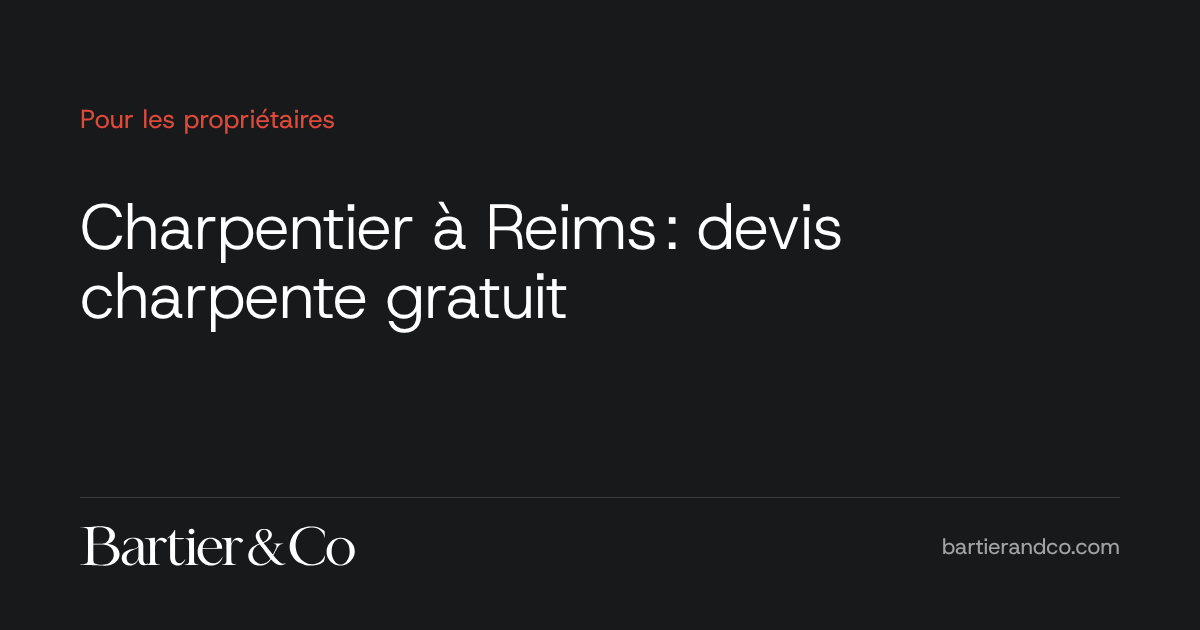 Pour les propriétaires
Charpentier à Reims : devis
charpente gratuit
Bartier & Co
bartierandco.com